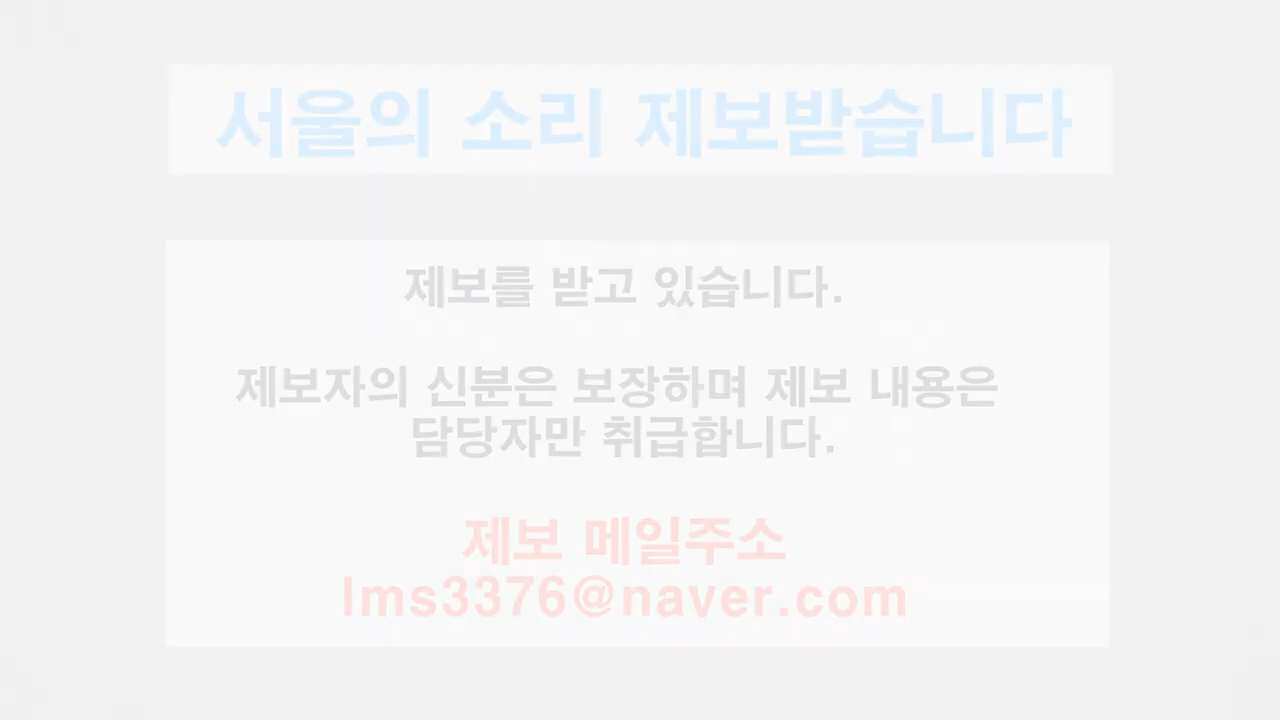 서울의 소리 제보받습니다
제보를 받고 있습니다.
제보자의 신분은 보장하며 제보 내용은
담당자만 취급합니다.
제보 메일주소
lms3376@naver.com